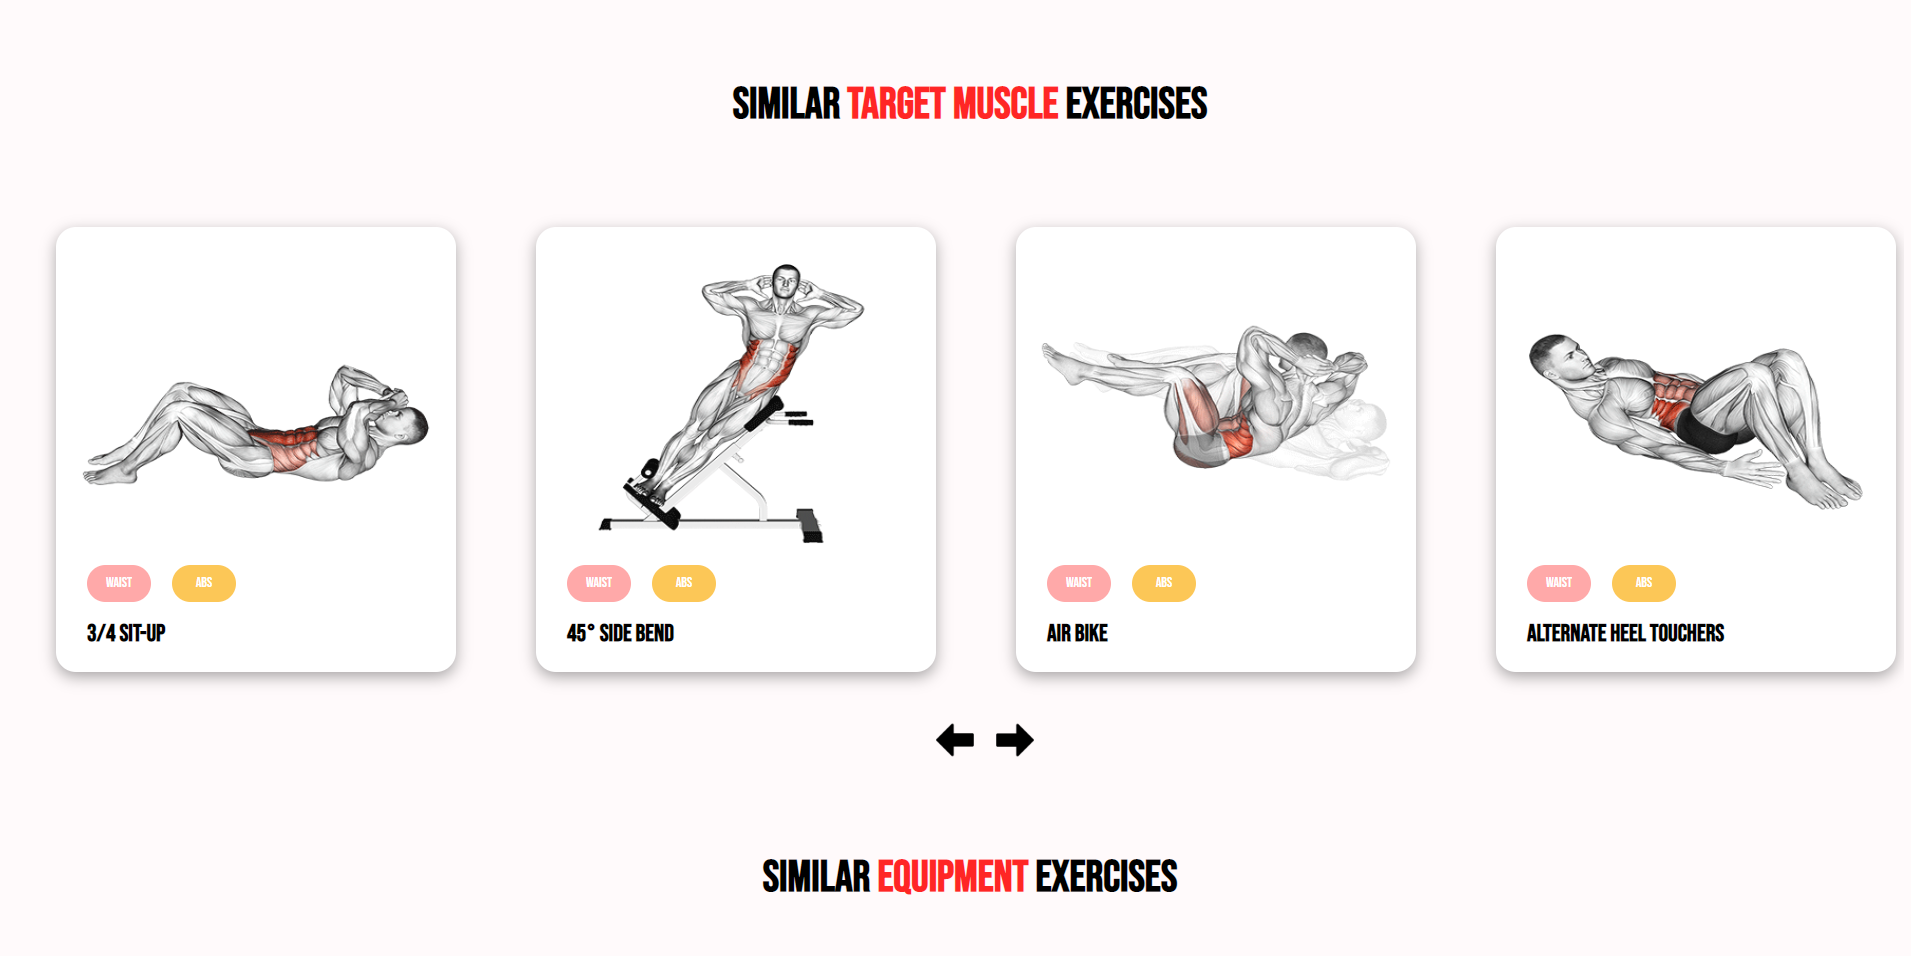 SIMILAR TARGET MUSCLE EXERCISES
WAIST ABS
3/4 SIT-UP
WAIST ABS
45° SIDE BEND
WAIST ABS
AIR BIKE
WAIST ABS
ALTERNATE HEEL TOUCHERS
SIMILAR EQUIPMENT EXERCISES